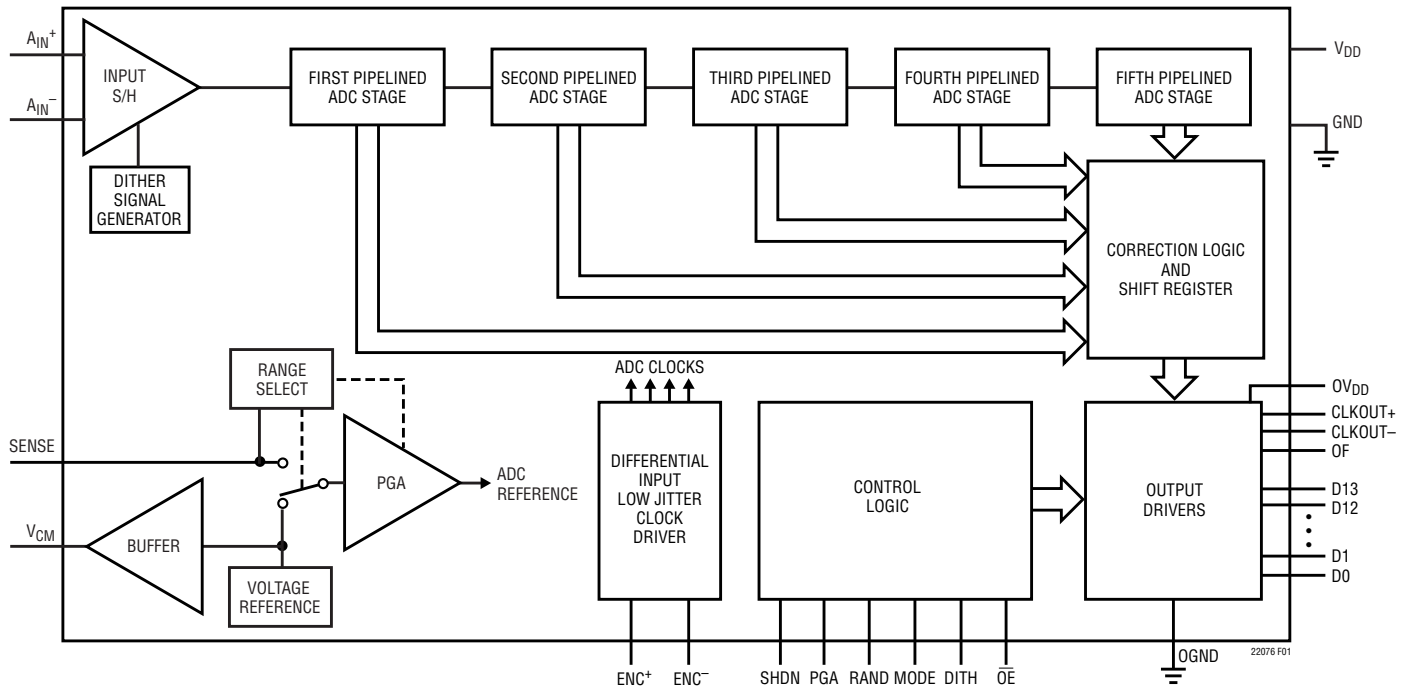 AIN+
AIN−
INPUT
S/H
DITHER
SIGNAL
GENERATOR
FIRST PIPELINED
ADC STAGE
SECOND PIPELINED
ADC STAGE
THIRD PIPELINED
ADC STAGE
FOURTH PIPELINED
ADC STAGE
FIFTH PIPELINED
ADC STAGE
VDD
GND
CORRECTION LOGIC
AND
SHIFT REGISTER
RANGE
SELECT
SENSE
PGA
ADC
REFERENCE
VCM
BUFFER
VOLTAGE
REFERENCE
ADC CLOCKS
DIFFERENTIAL
INPUT
LOW JITTER
CLOCK
DRIVER
CONTROL
LOGIC
OUTPUT
DRIVERS
OVDD
CLKOUT+
CLKOUT−
OF
D13
D12
D1
D0
ENC+
ENC−
SHDN
PGA
RAND
MODE
DITH
O̅E̅
OGND
22076 F01